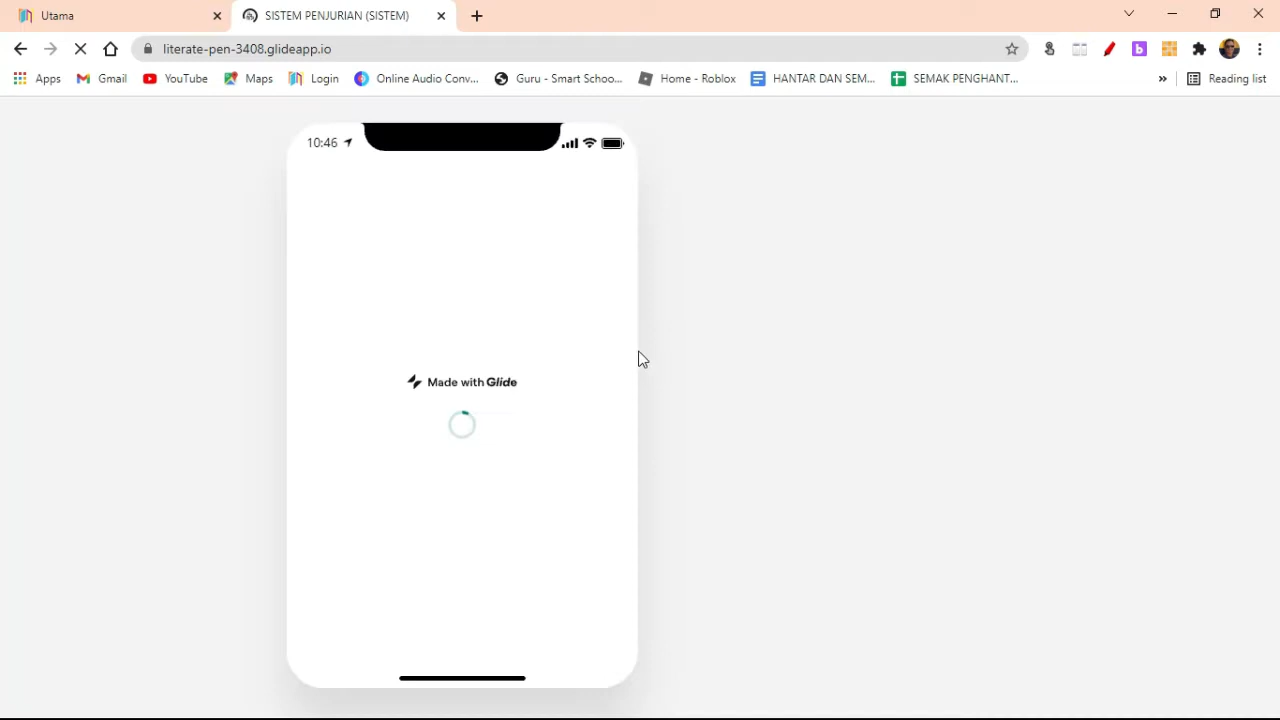 Utama
SISTEM PENJURIAN (SISTEM)
literate-pen-3408.glideapp.io
Apps
Gmail
YouTube
Maps
Login
Online Audio Conv...
Guru - Smart Schoo...
Home - Roblox
HANTAR DAN SEM...
SEMAK PENGHANT...
»
Reading list
10:46
Made with Glide